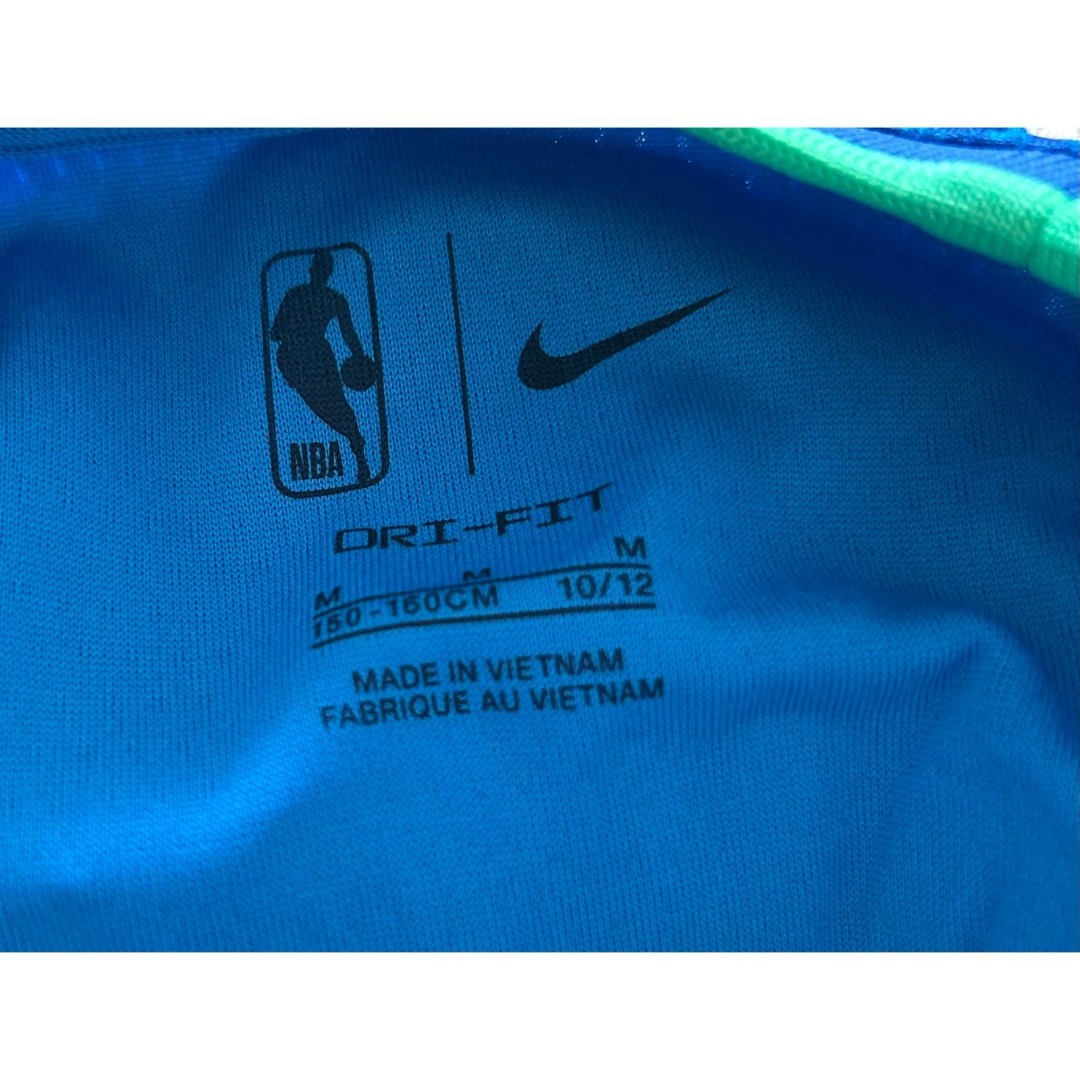 NBA
DRI-FIT
M M M
150-160CM 10/12
MADE IN VIETNAM
FABRIQUE AU VIETNAM